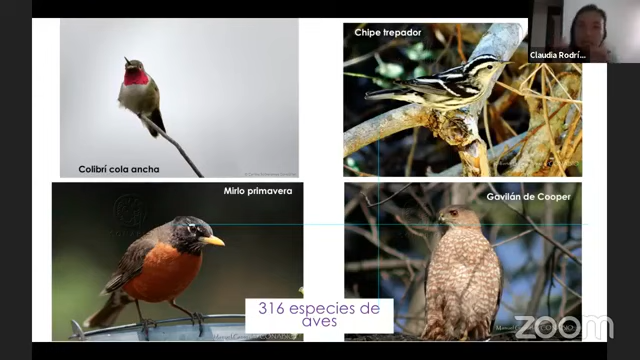 Chipe trepador
Claudia Rodrí...
Colibrí cola ancha
Mirlo primavera
Gavilán de Cooper
316 especies de
aves
zoom